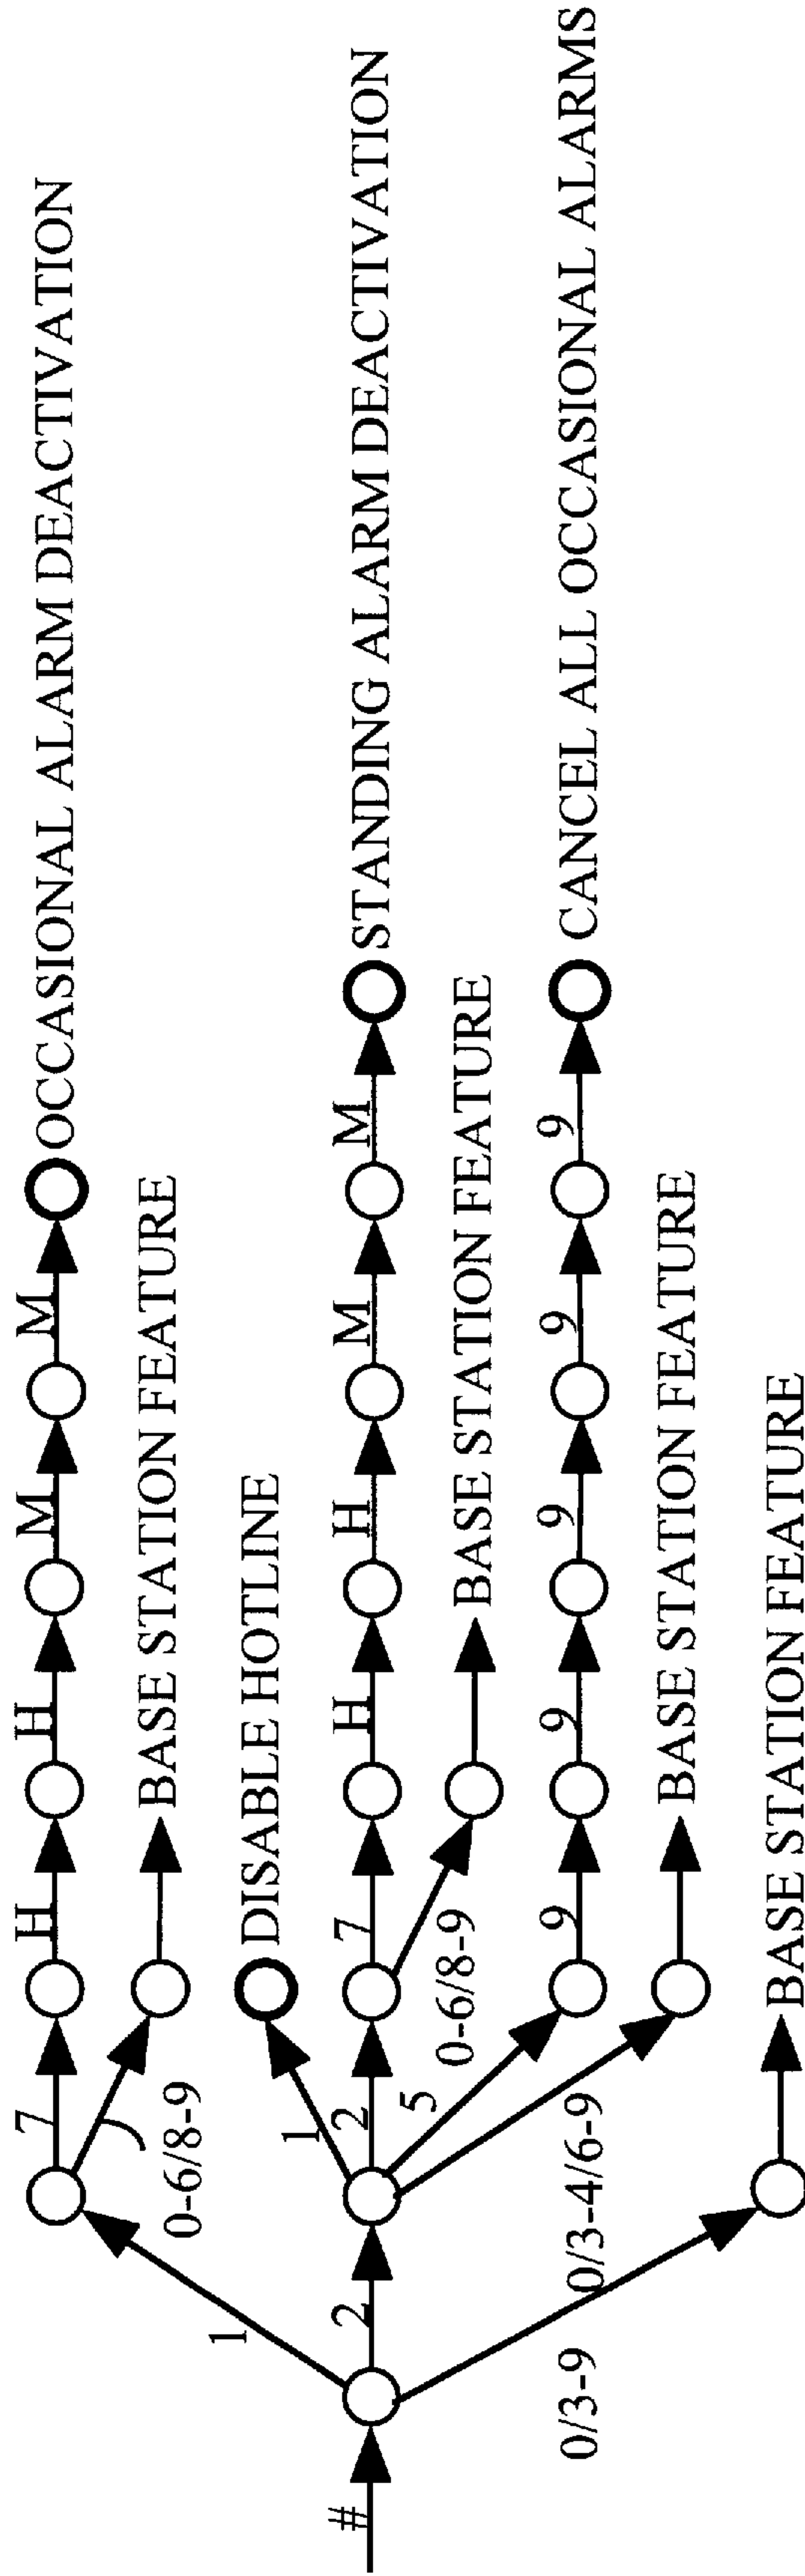 7 H H M M OCCASIONAL ALARM DEACTIVATION
1 0-6/8-9 BASE STATION FEATURE
1 DISABLE HOTLINE
# 2 2 7 H H M M STANDING ALARM DEACTIVATION
5 0-6/8-9 BASE STATION FEATURE
9 9 9 9 9 CANCEL ALL OCCASIONAL ALARMS
0/3-4/6-9 BASE STATION FEATURE
0/3-9 BASE STATION FEATURE